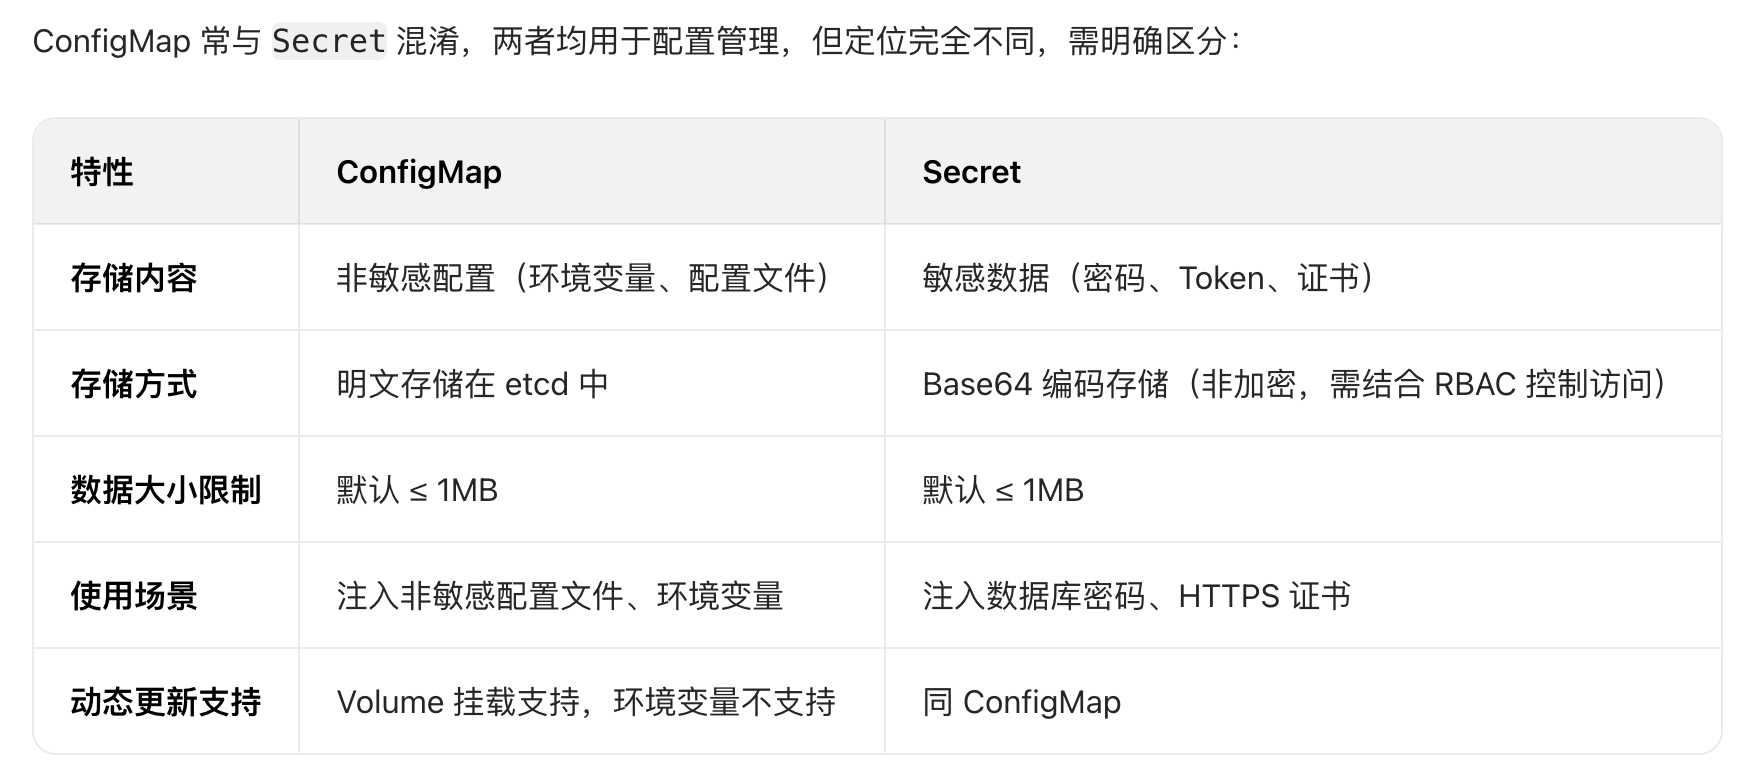 ConfigMap 常与 Secret 混淆，两者均用于配置管理，但定位完全不同，需明确区分：
特性 ConfigMap Secret
存储内容 非敏感配置（环境变量、配置文件） 敏感数据（密码、Token、证书）
存储方式 明文存储在 etcd 中 Base64 编码存储（非加密，需结合 RBAC 控制访问）
数据大小限制 默认 ≤ 1MB 默认 ≤ 1MB
使用场景 注入非敏感配置文件、环境变量 注入数据库密码、HTTPS 证书
动态更新支持 Volume 挂载支持，环境变量不支持 同 ConfigMap